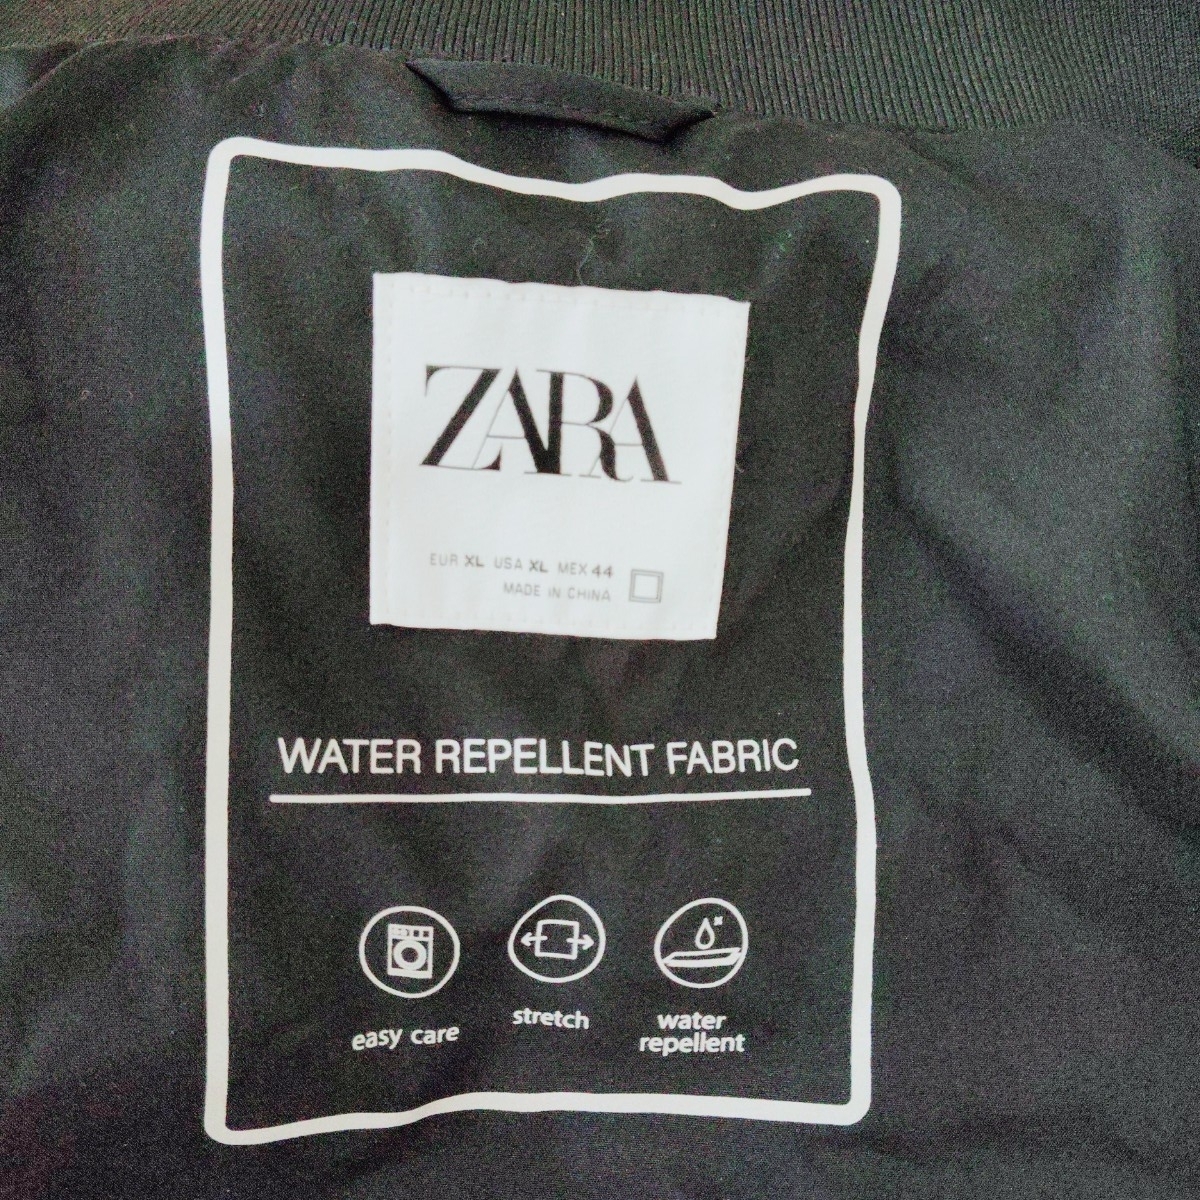 ZARA
EUR XL USA XL MEX 44
MADE IN CHINA
WATER REPELLENT FABRIC
easy care
stretch
water
repellent